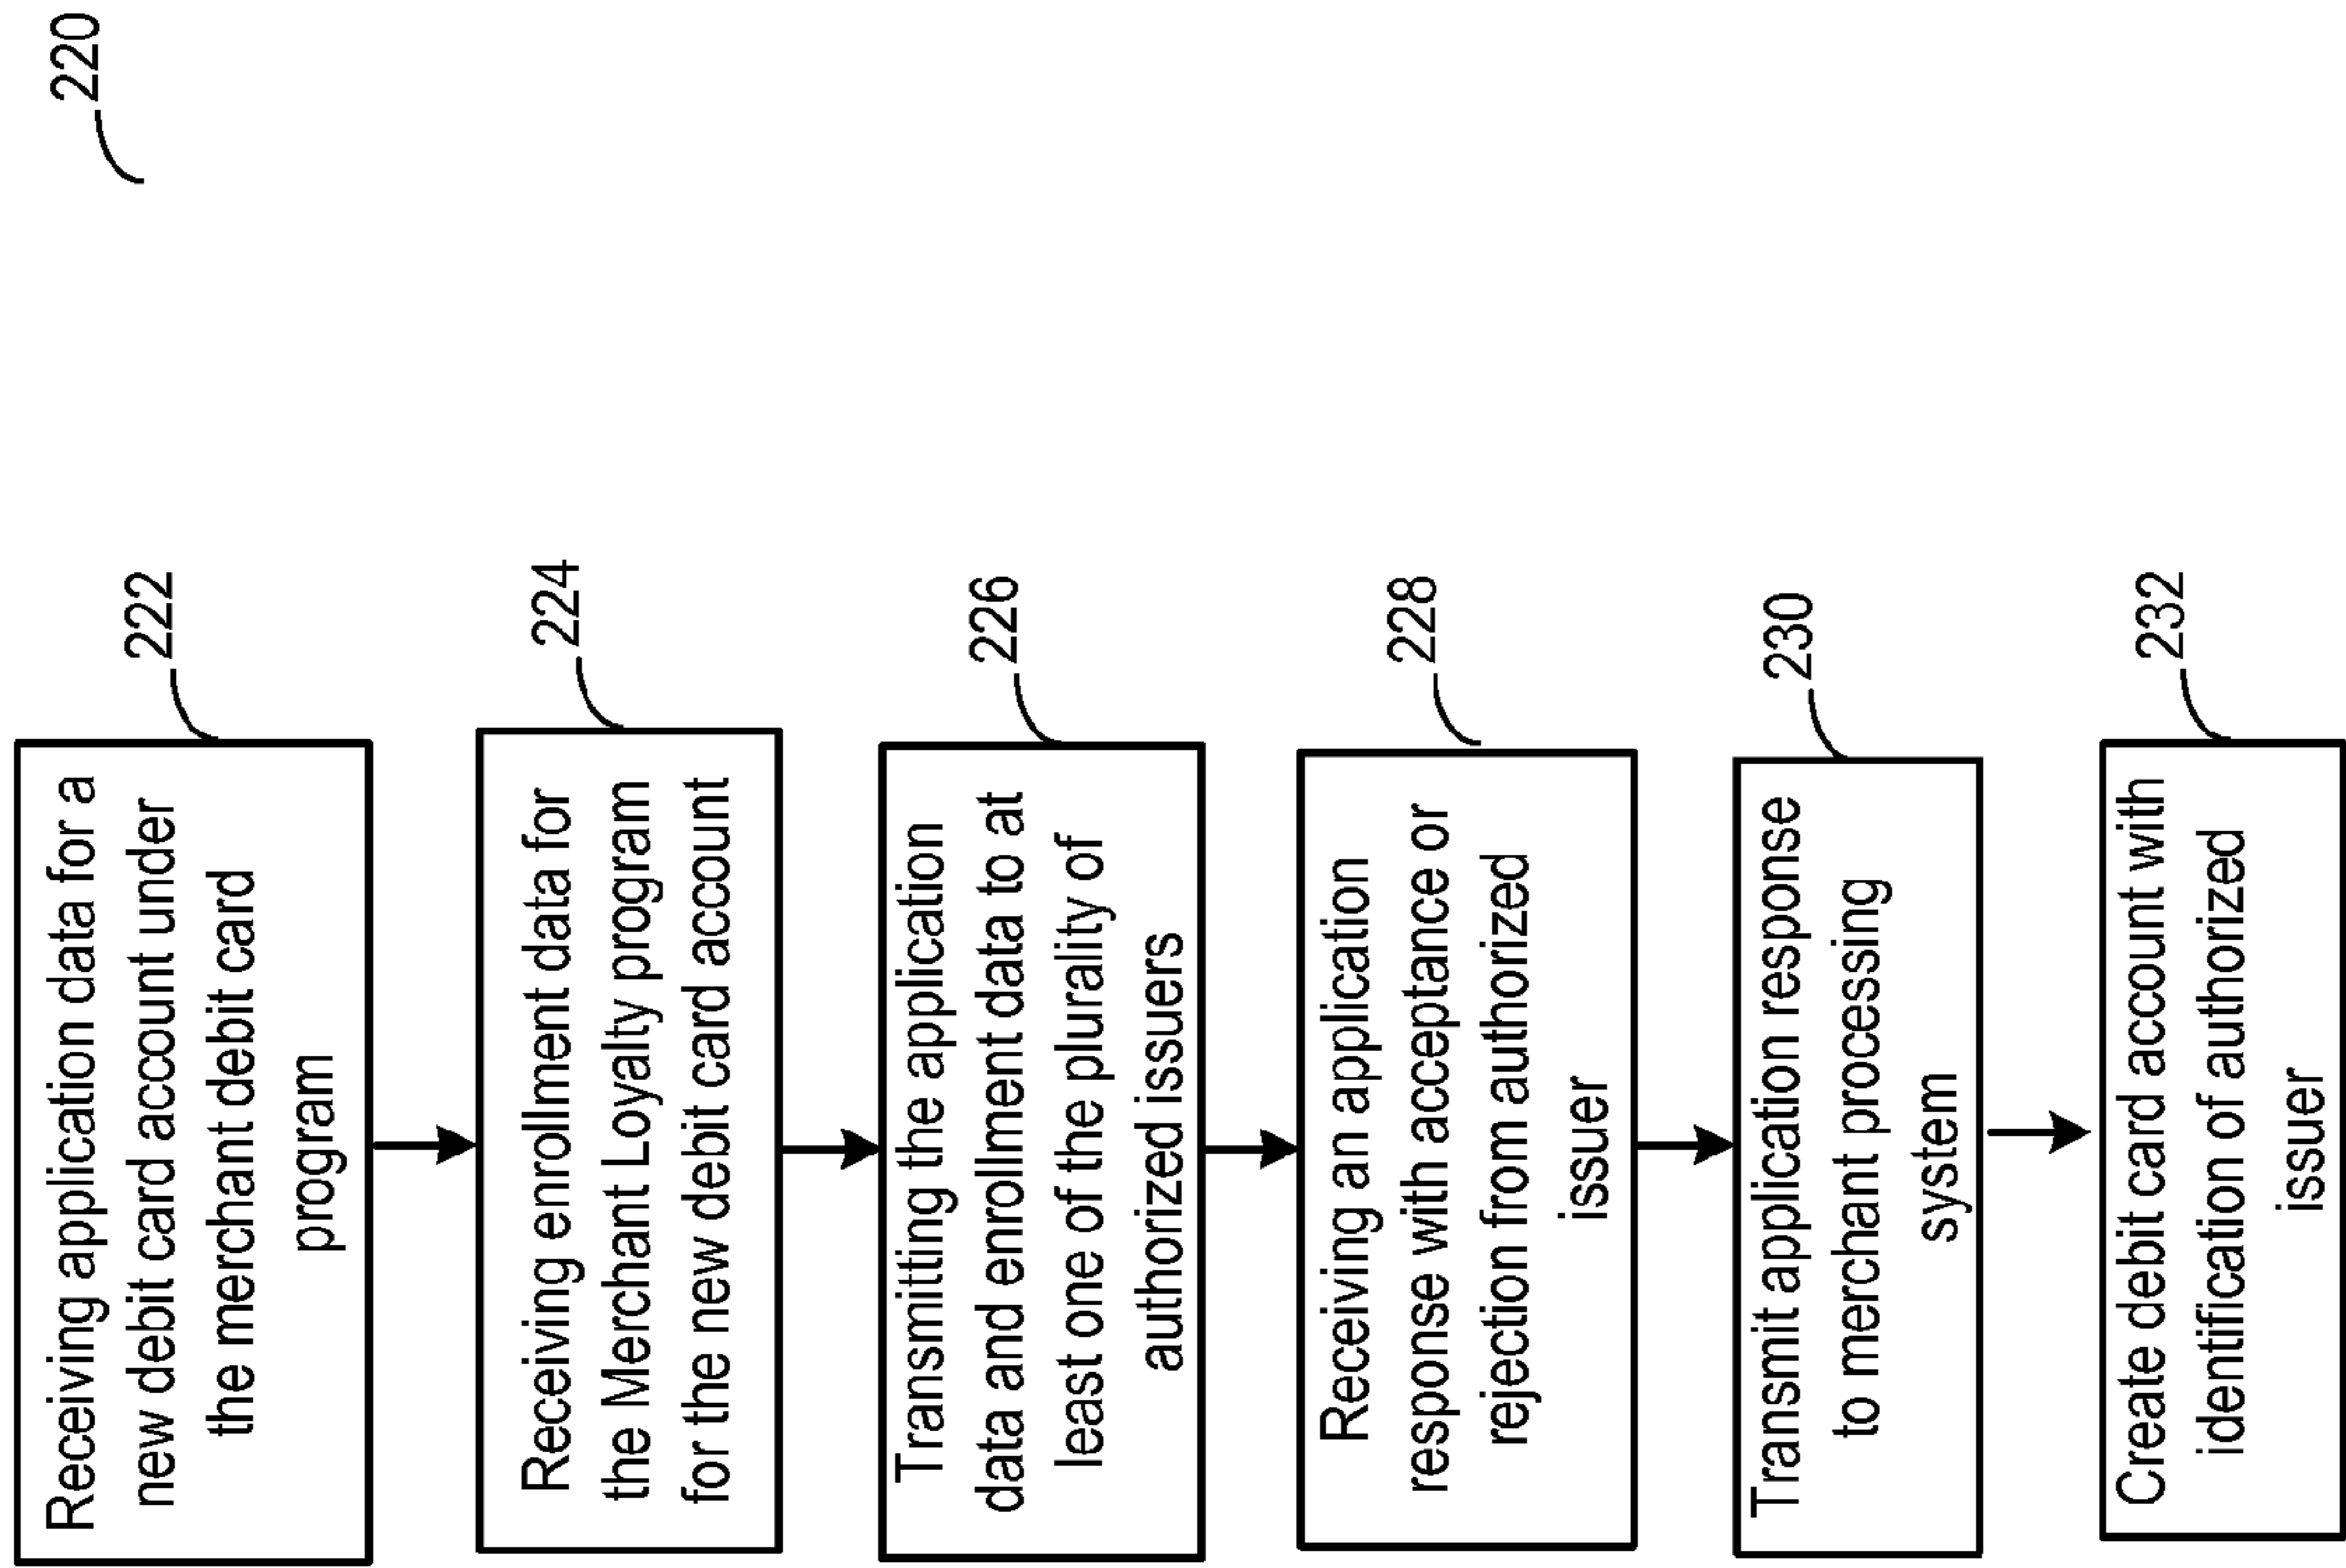 220
222
Receiving application data for a
new debit card account under
the merchant debit card
program
224
Receiving enrollment data for
the Merchant Loyalty program
for the new debit card account
226
Transmitting the application
data and enrollment data to at
least one of the plurality of
authorized issuers
228
Receiving an application
response with acceptance or
rejection from authorized
issuer
230
Transmit application response
to merchant processing
system
232
Create debit card account with
identification of authorized
issuer